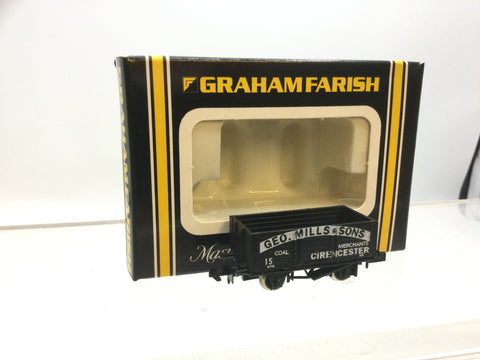 GRAHAM FARISH
GEO. MILLS & SONS
COAL MERCHANTS
15 CIRENCESTER